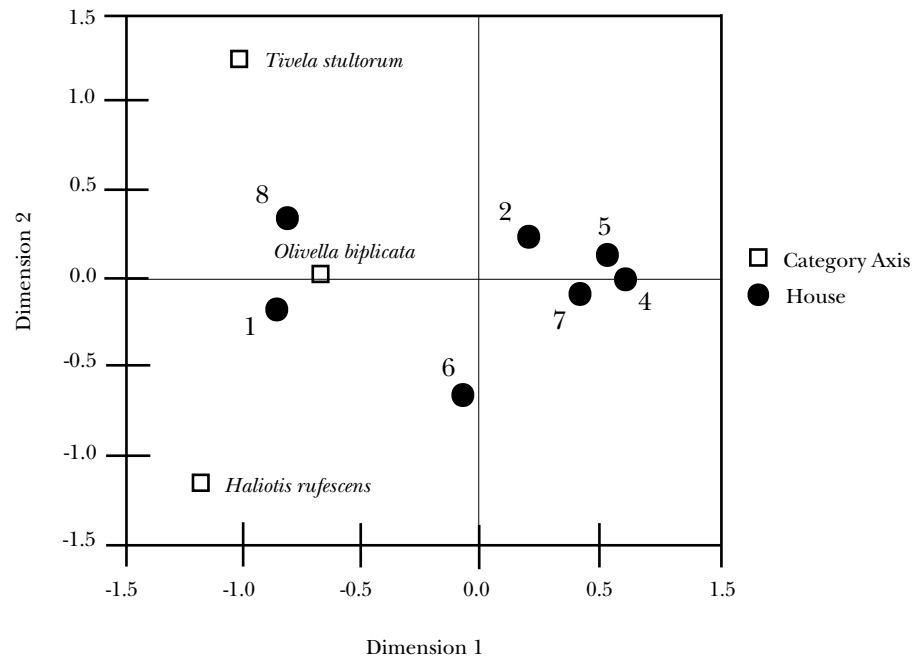 1.5
Tivela stultorum
1.0
8
0.5
2
5
Olivella biplicata
Dimension 2
0.0
Category Axis
House
1
7
4
6
-0.5
-1.0
Haliotis rufescens
-1.5
-1.5 -1.0 -0.5 0.0 0.5 1.5
Dimension 1